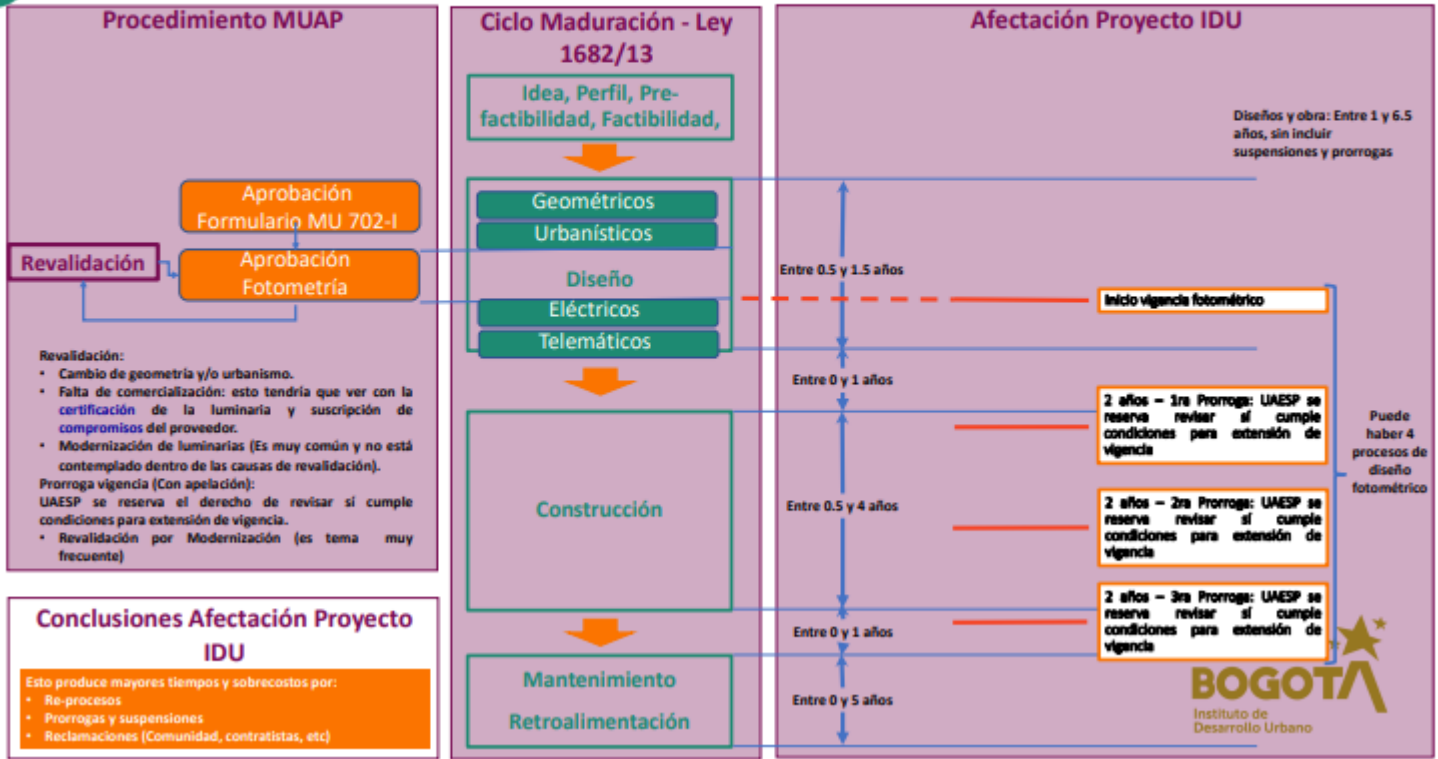 Procedimiento MUAP
Aprobación
Formulario MU 702-I
Revalidación
Aprobación
Fotometría
Revalidación:
• Cambio de geometría y/o urbanismo.
• Falta de comercialización: esto tendría que ver con la
certificación de la luminaria y suscripción de
compromisos del proveedor.
• Modernización de luminarias (Es muy común y no está
contemplado dentro de las causas de revalidación).
Prorroga vigencia (Con apelación):
UAESP se reserva el derecho de revisar sí cumple
condiciones para extensión de vigencia.
• Revalidación por Modernización (es tema muy
frecuente)
Conclusiones Afectación Proyecto
IDU
Esto produce mayores tiempos y sobrecostos por:
• Re-procesos
• Prorrogas y suspensiones
• Reclamaciones (Comunidad, contratistas, etc)
Ciclo Maduración - Ley
1682/13
Idea, Perfil, Pre-
factibilidad, Factibilidad,
Geométricos
Urbanísticos
Diseño
Eléctricos
Telemáticos
Construcción
Mantenimiento
Retroalimentación
Afectación Proyecto IDU
Diseños y obra: Entre 1 y 6.5
años, sin incluir
suspensiones y prorrogas
Entre 0.5 y 1.5 años
Inicio vigencia fotométrico
Entre 0 y 1 años
2 años – 1ra Prorroga: UAESP se
reserva revisar sí cumple
condiciones para extensión de
vigencia
Entre 0.5 y 4 años
2 años – 2ra Prorroga: UAESP se
reserva revisar sí cumple
condiciones para extensión de
vigencia
Entre 0 y 1 años
2 años – 3ra Prorroga: UAESP se
reserva revisar sí cumple
condiciones para extensión de
vigencia
Entre 0 y 5 años
Puede
haber 4
procesos de
diseño
fotométrico
BOGOTÁ
Instituto de
Desarrollo Urbano